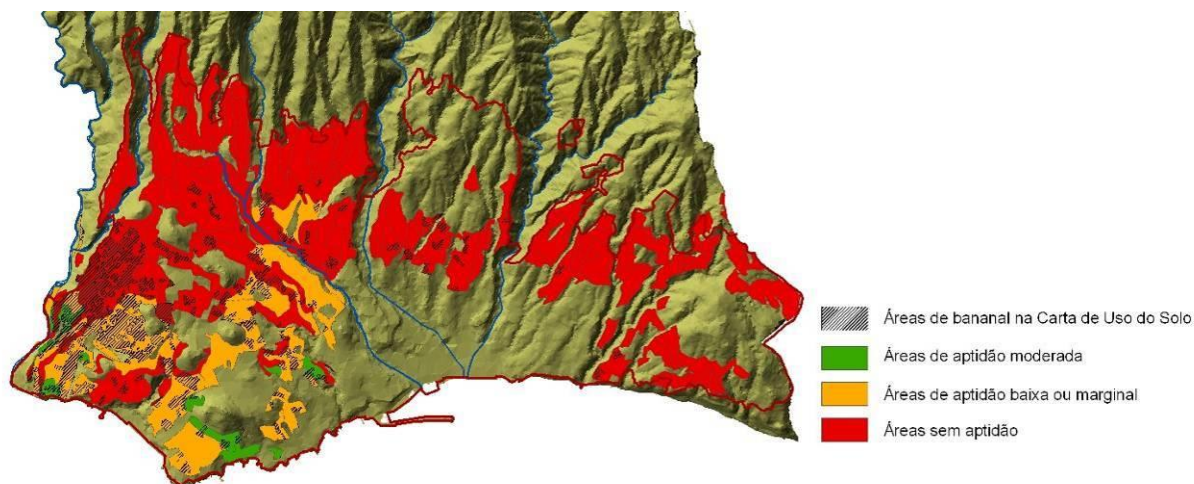 Áreas de bananal na Carta de Uso do Solo
Áreas de aptidão moderada
Áreas de aptidão baixa ou marginal
Áreas sem aptidão